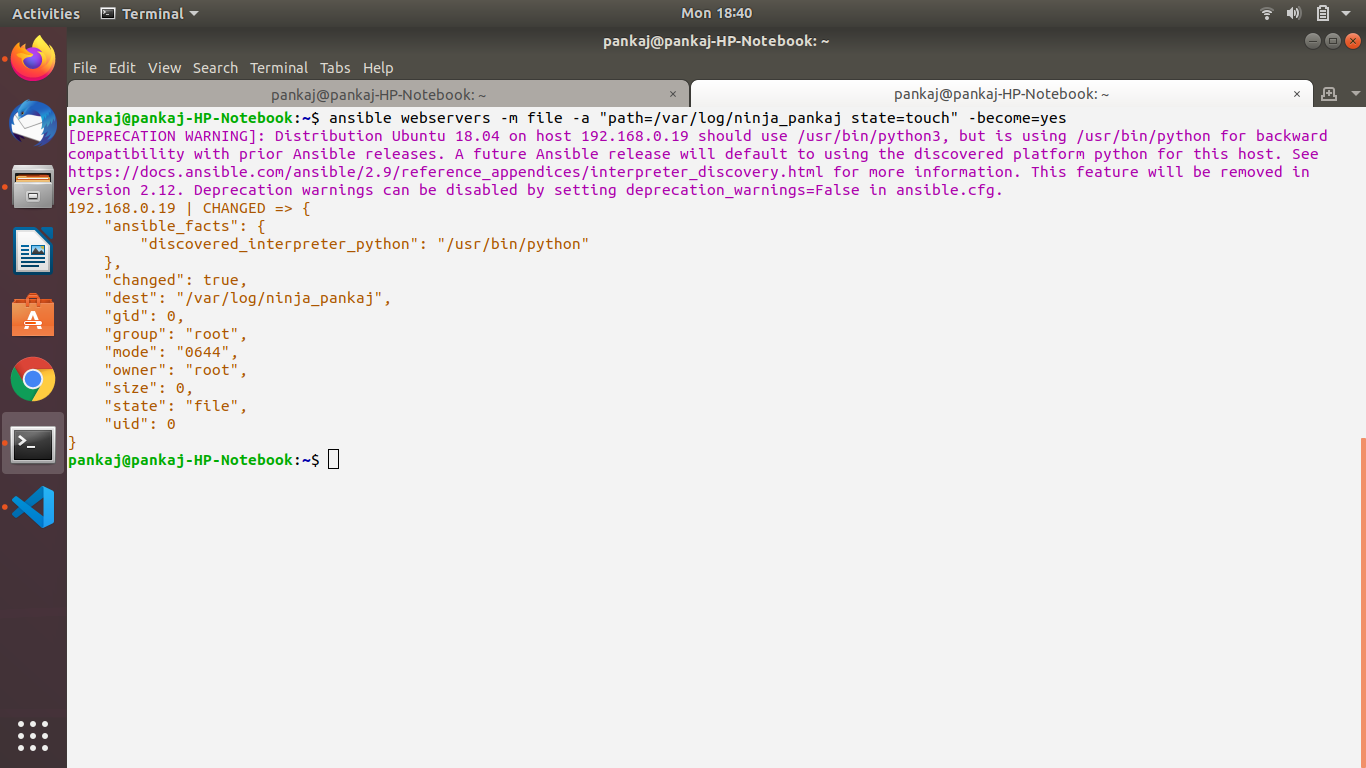 Activities Terminal Mon 18:40
pankaj@pankaj-HP-Notebook: ~
File Edit View Search Terminal Tabs Help
pankaj@pankaj-HP-Notebook: ~ × pankaj@pankaj-HP-Notebook: ~ ×
pankaj@pankaj-HP-Notebook:~$ ansible webservers -m file -a "path=/var/log/ninja_pankaj state=touch" -become=yes
[DEPRECATION WARNING]: Distribution Ubuntu 18.04 on host 192.168.0.19 should use /usr/bin/python3, but is using /usr/bin/python for backward
compatibility with prior Ansible releases. A future Ansible release will default to using the discovered platform python for this host. See
https://docs.ansible.com/ansible/2.9/reference_appendices/interpreter_discovery.html for more information. This feature will be removed in
version 2.12. Deprecation warnings can be disabled by setting deprecation_warnings=False in ansible.cfg.
192.168.0.19 | CHANGED => {
    "ansible_facts": {
        "discovered_interpreter_python": "/usr/bin/python"
    },
    "changed": true,
    "dest": "/var/log/ninja_pankaj",
    "gid": 0,
    "group": "root",
    "mode": "0644",
    "owner": "root",
    "size": 0,
    "state": "file",
    "uid": 0
}
pankaj@pankaj-HP-Notebook:~$